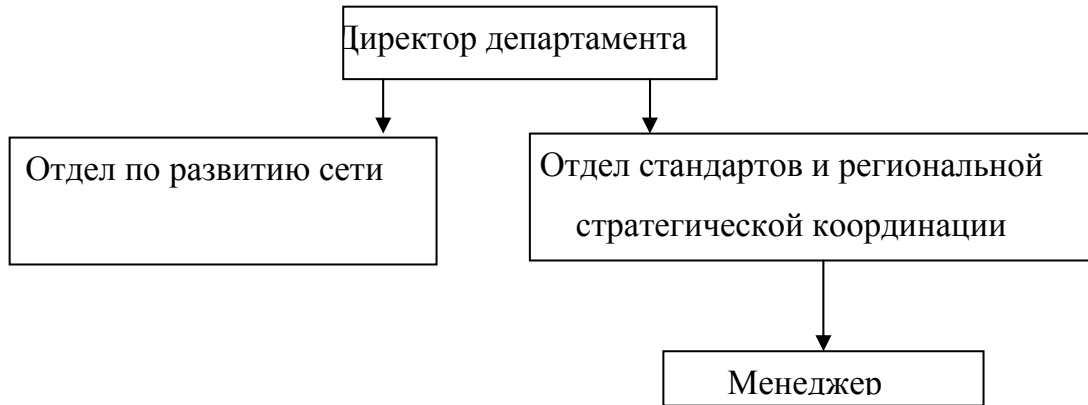 Директор департамента
Отдел по развитию сети
Отдел стандартов и региональной
стратегической координации
Менеджер